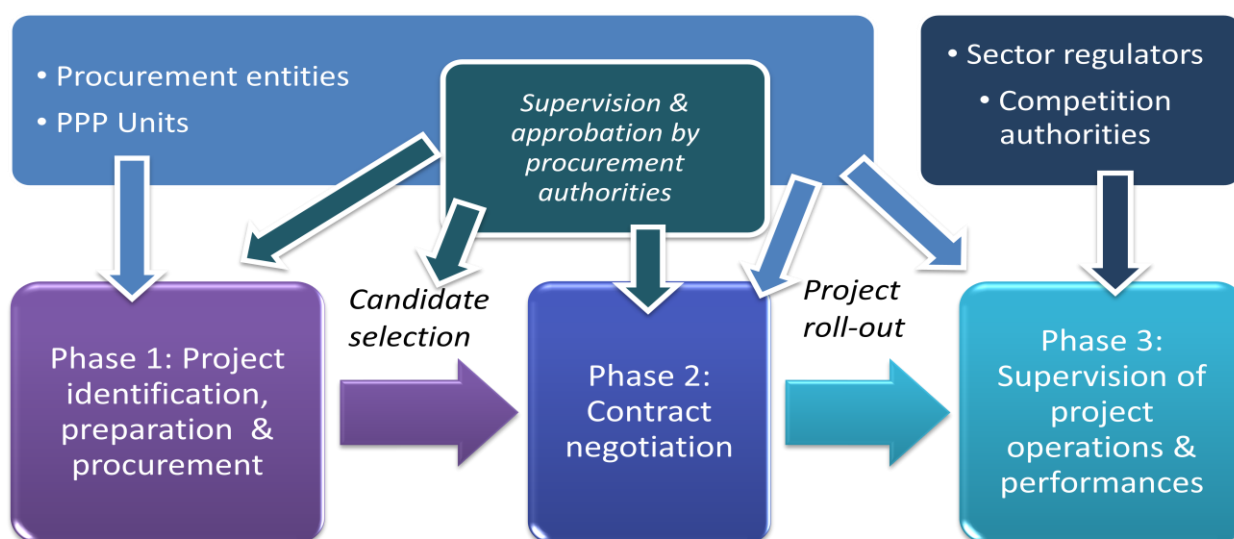 • Procurement entities
• PPP Units
Supervision &
approbation by
procurement
authorities
• Sector regulators
• Competition
authorities
Phase 1: Project
identification,
preparation &
procurement
Candidate
selection
Phase 2:
Contract
negotiation
Project
roll-out
Phase 3:
Supervision of
project
operations &
performances